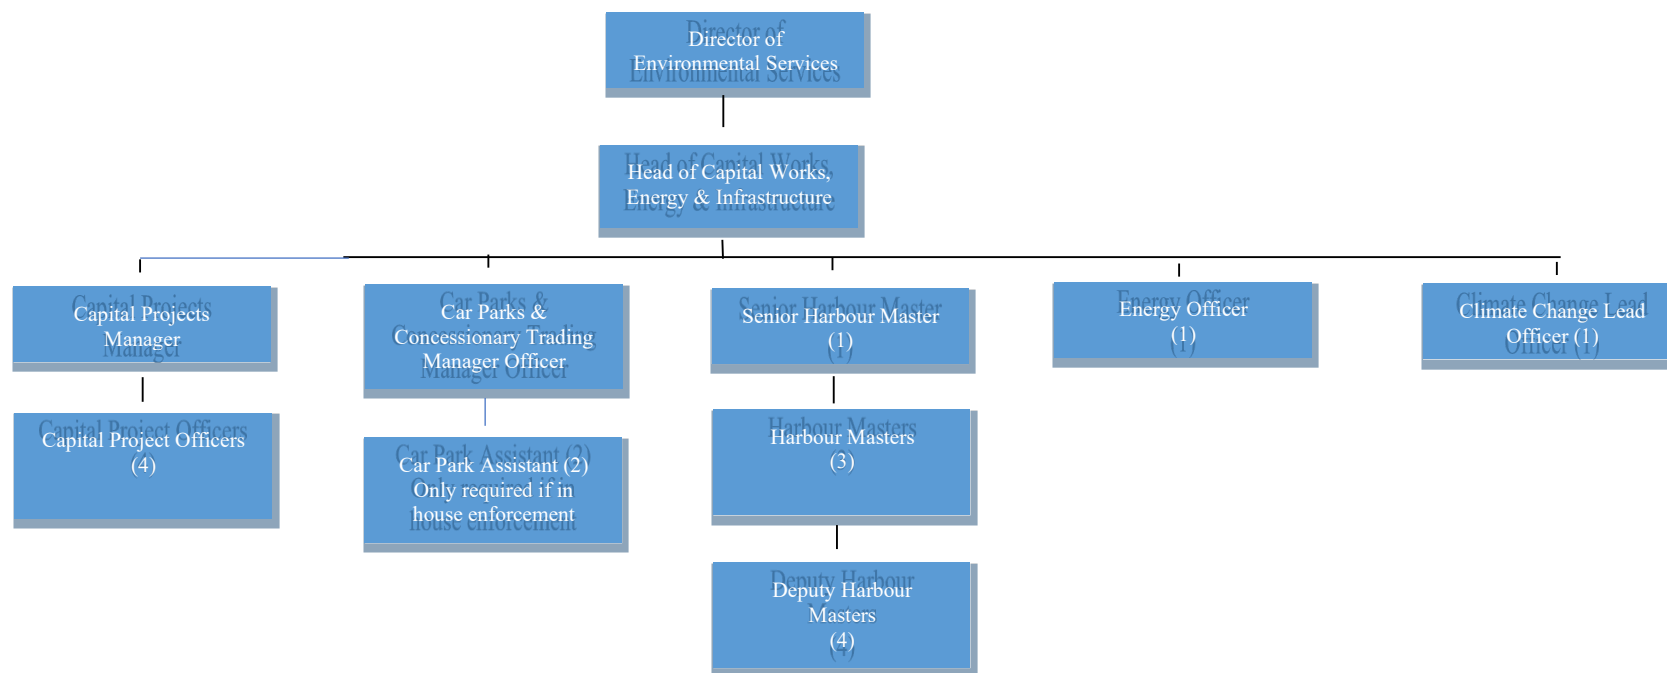 Director of
Environmental Services
Head of Capital Works,
Energy & Infrastructure
Capital Projects
Manager
Car Parks &
Concessionary Trading
Manager Officer
Senior Harbour Master
(1)
Energy Officer
(1)
Climate Change Lead
Officer (1)
Capital Project Officers
(4)
Car Park Assistant (2)
Only required if in
house enforcement
Harbour Masters
(3)
Deputy Harbour
Masters
(4)